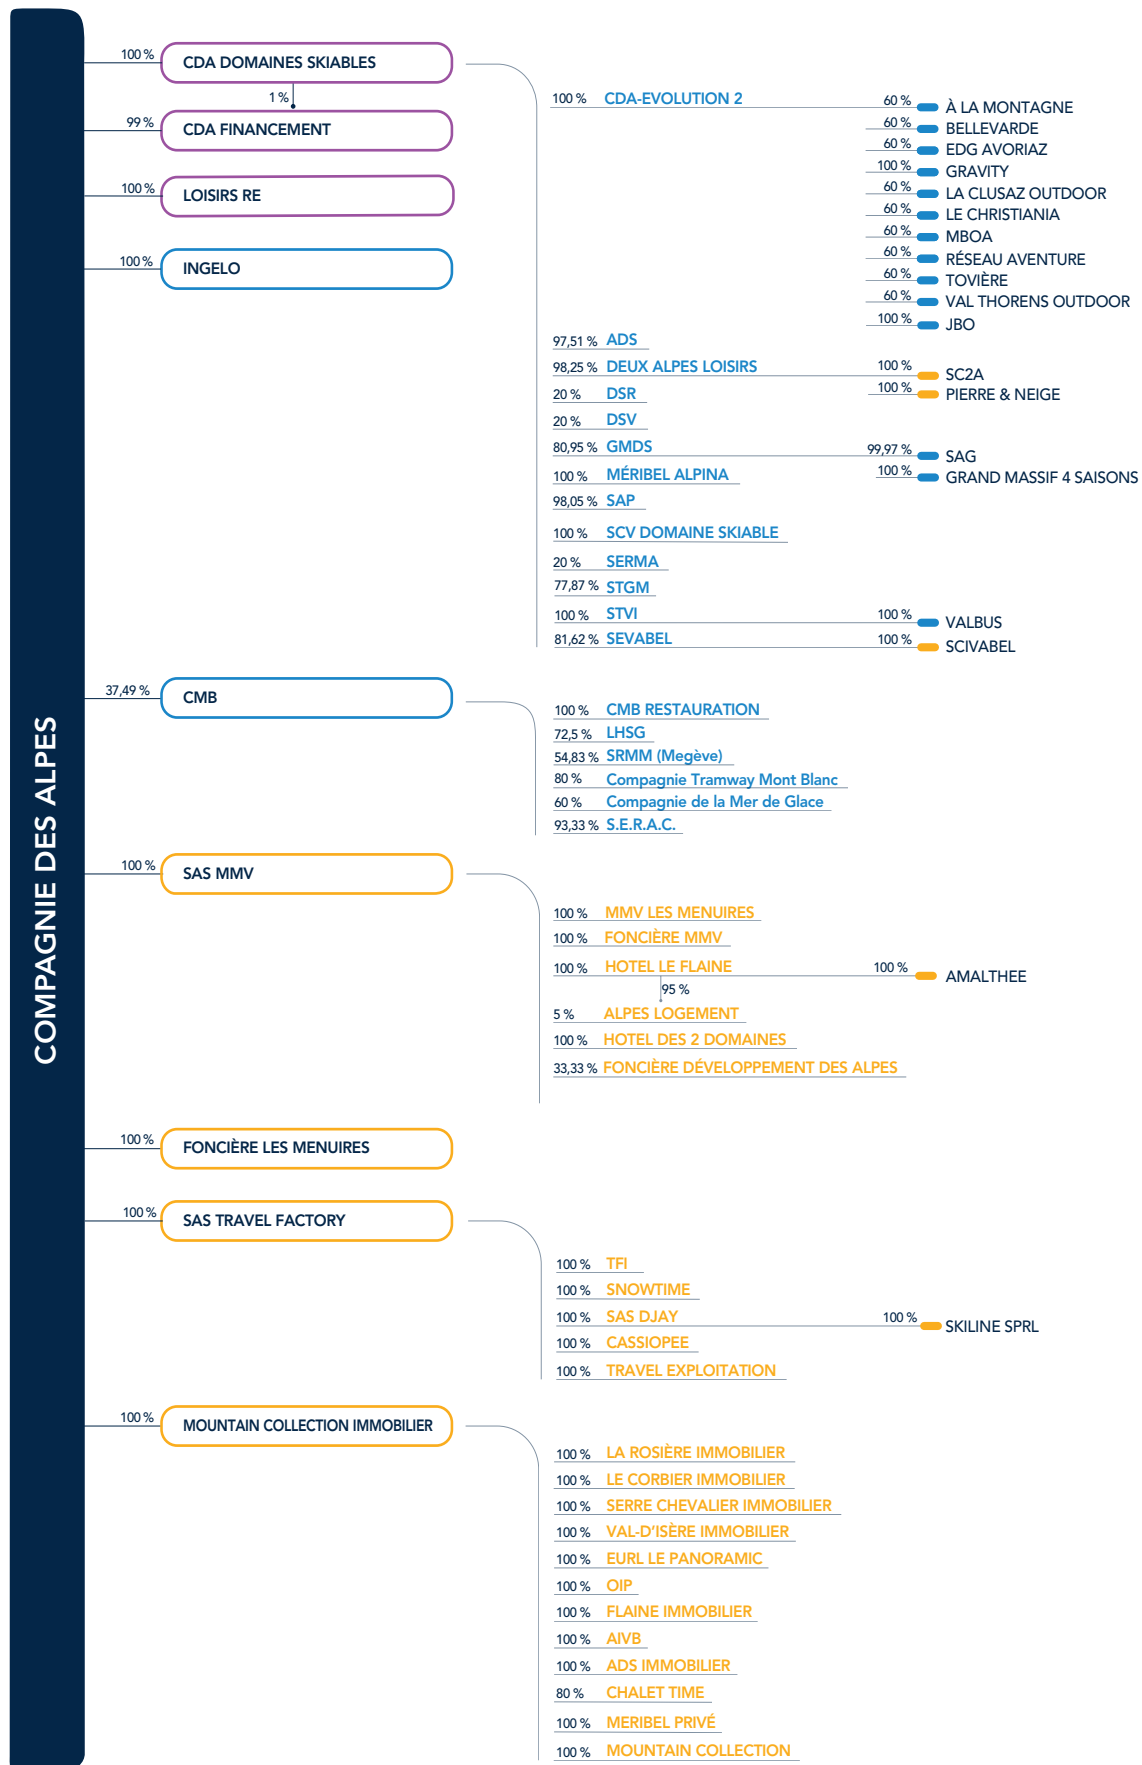 COMPAGNIE DES ALPES
100 % CDA DOMAINES SKIABLES
1 %
99 % CDA FINANCEMENT
100 % LOISIRS RE
100 % INGELO
100 % CDA-EVOLUTION 2
60 % À LA MONTAGNE
60 % BELLEVARDE
60 % EDG AVORIAZ
100 % GRAVITY
60 % LA CLUSAZ OUTDOOR
60 % LE CHRISTIANIA
60 % MBOA
60 % RÉSEAU AVENTURE
60 % TOVIÈRE
60 % VAL THORENS OUTDOOR
100 % JBO
97,51 % ADS
98,25 % DEUX ALPES LOISIRS
100 % SC2A
100 % PIERRE & NEIGE
20 % DSR
20 % DSV
80,95 % GMDS
99,97 % SAG
100 % GRAND MASSIF 4 SAISONS
100 % MÉRIBEL ALPINA
98,05 % SAP
100 % SCV DOMAINE SKIABLE
20 % SERMA
77,87 % STGM
100 % STVI
100 % VALBUS
81,62 % SEVABEL
100 % SCIVABEL
37,49 % CMB
100 % CMB RESTAURATION
72,5 % LHSG
54,83 % SRMM (Megève)
80 % Compagnie Tramway Mont Blanc
60 % Compagnie de la Mer de Glace
93,33 % S.E.R.A.C.
100 % SAS MMV
100 % MMV LES MENUIRES
100 % FONCIÈRE MMV
100 % HOTEL LE FLAINE
100 % AMALTHEE
95 %
5 % ALPES LOGEMENT
100 % HOTEL DES 2 DOMAINES
33,33 % FONCIÈRE DÉVELOPPEMENT DES ALPES
100 % FONCIÈRE LES MENUIRES
100 % SAS TRAVEL FACTORY
100 % TFI
100 % SNOWTIME
100 % SAS DJAY
100 % SKILINE SPRL
100 % CASSIOPEE
100 % TRAVEL EXPLOITATION
100 % MOUNTAIN COLLECTION IMMOBILIER
100 % LA ROSIÈRE IMMOBILIER
100 % LE CORBIER IMMOBILIER
100 % SERRE CHEVALIER IMMOBILIER
100 % VAL-D'ISÈRE IMMOBILIER
100 % EURL LE PANORAMIC
100 % OIP
100 % FLAINE IMMOBILIER
100 % AIVB
100 % ADS IMMOBILIER
80 % CHALET TIME
100 % MERIBEL PRIVÉ
100 % MOUNTAIN COLLECTION